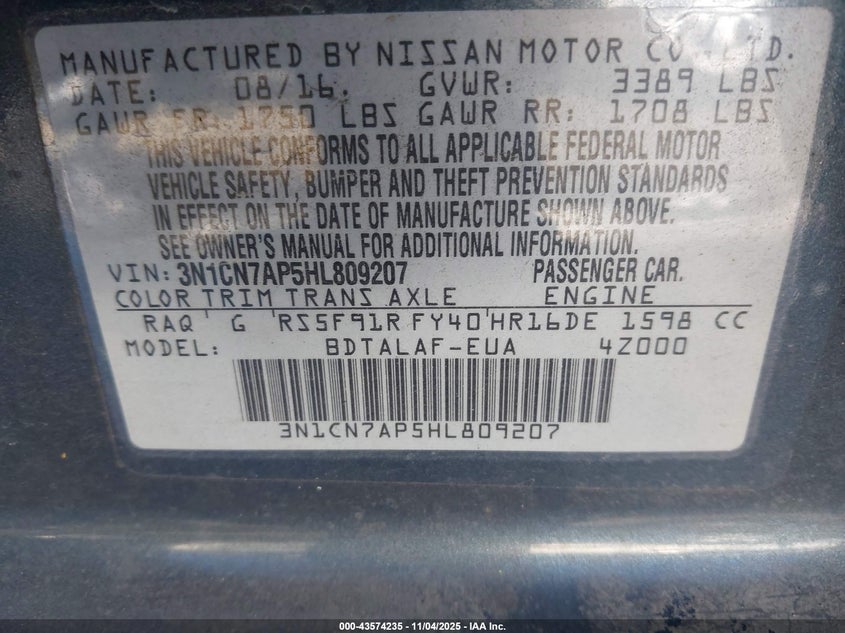 MANUFACTURED BY NISSAN MOTOR CO.,LTD.
DATE: 08/16. GVWR: 3389 LBS
GAWR FR: 1750 LBS GAWR RR: 1708 LBS
THIS VEHICLE CONFORMS TO ALL APPLICABLE FEDERAL MOTOR
VEHICLE SAFETY, BUMPER AND THEFT PREVENTION STANDARDS
IN EFFECT ON THE DATE OF MANUFACTURE SHOWN ABOVE.
SEE OWNER'S MANUAL FOR ADDITIONAL INFORMATION.
VIN: 3N1CN7AP5HL809207 PASSENGER CAR.
COLOR TRIM TRANS AXLE ENGINE
RAQ G RS5F91R FY40 HR16DE 1598 CC
MODEL: BDTALAF-EUA 4Z000
3N1CN7AP5HL809207
000-43574235 - 11/04/2025 - IAA Inc.